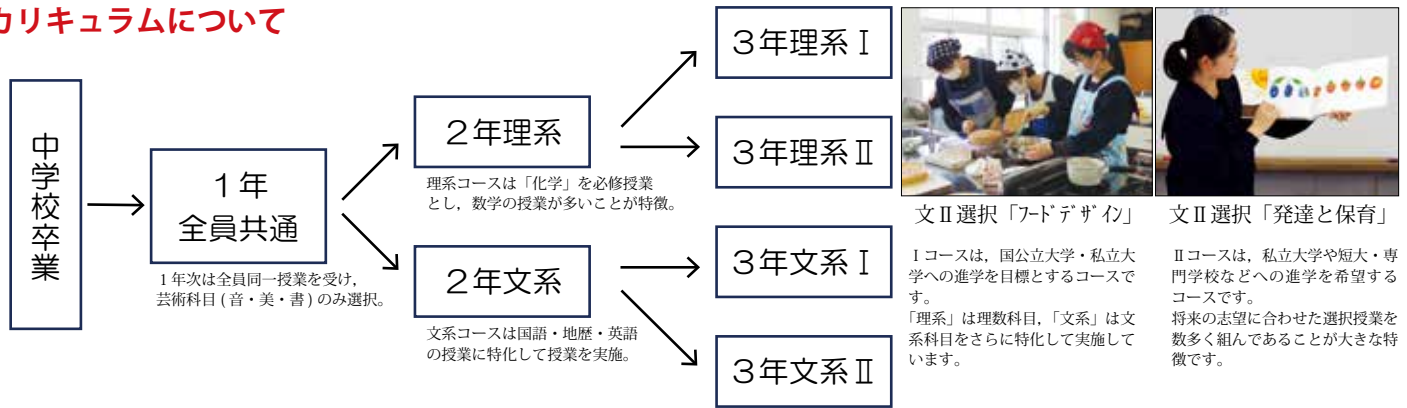 カリキュラムについて
中学校卒業
1年
全員共通
1年次は全員同一授業を受け,
芸術科目(音・美・書)のみ選択。
2年理系
理系コースは「化学」を必修授業
とし,数学の授業が多いことが特徴。
2年文系
文系コースは国語・地歴・英語
の授業に特化して授業を実施。
3年理系Ⅰ
3年理系Ⅱ
3年文系Ⅰ
3年文系Ⅱ
文Ⅱ選択「フードデザイン」
Ⅰコースは,国公立大学・私立大
学への進学を目標とするコースで
す。
「理系」は理数科目,「文系」は文
系科目をさらに特化して実施して
います。
文Ⅱ選択「発達と保育」
Ⅱコースは,私立大学や短大・専
門学校などへの進学を希望する
コースです。
将来の志望に合わせた選択授業を
数多く組んであることが大きな特
徴です。